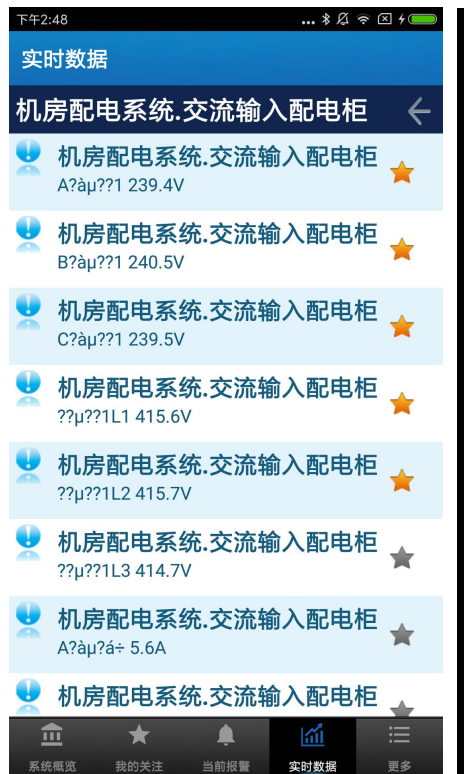 下午2:48
实时数据
机房配电系统.交流输入配电柜
机房配电系统.交流输入配电柜
A?àµ??1 239.4V
机房配电系统.交流输入配电柜
B?àµ??1 240.5V
机房配电系统.交流输入配电柜
C?àµ??1 239.5V
机房配电系统.交流输入配电柜
??µ??1L1 415.6V
机房配电系统.交流输入配电柜
??µ??1L2 415.7V
机房配电系统.交流输入配电柜
??µ??1L3 414.7V
机房配电系统.交流输入配电柜
A?àµ?á÷ 5.6A
机房配电系统.交流输入配电柜
系统概览 我的关注 当前报警 实时数据 更多